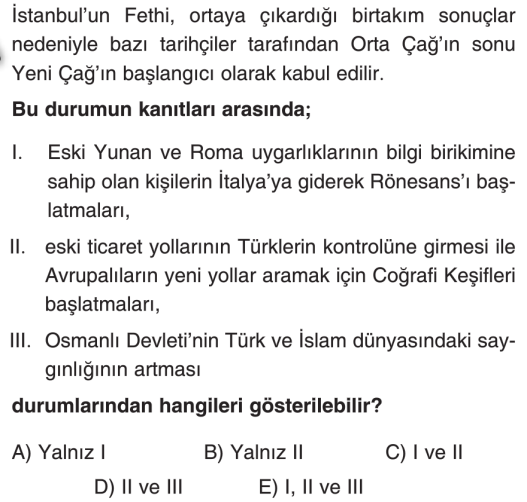 İstanbul’un Fethi, ortaya çıkardığı birtakım sonuçlar
nedeniyle bazı tarihçiler tarafından Orta Çağ’ın sonu
Yeni Çağ’ın başlangıcı olarak kabul edilir.
Bu durumun kanıtları arasında;
I. Eski Yunan ve Roma uygarlıklarının bilgi birikimine
sahip olan kişilerin İtalya’ya giderek Rönesans’ı baş-
latmaları,
II. eski ticaret yollarının Türklerin kontrolüne girmesi ile
Avrupalıların yeni yollar aramak için Coğrafi Keşifleri
başlatmaları,
III. Osmanlı Devleti’nin Türk ve İslam dünyasındaki say-
gınlığının artması
durumlarından hangileri gösterilebilir?
A) Yalnız I B) Yalnız II C) I ve II
D) II ve III E) I, II ve III